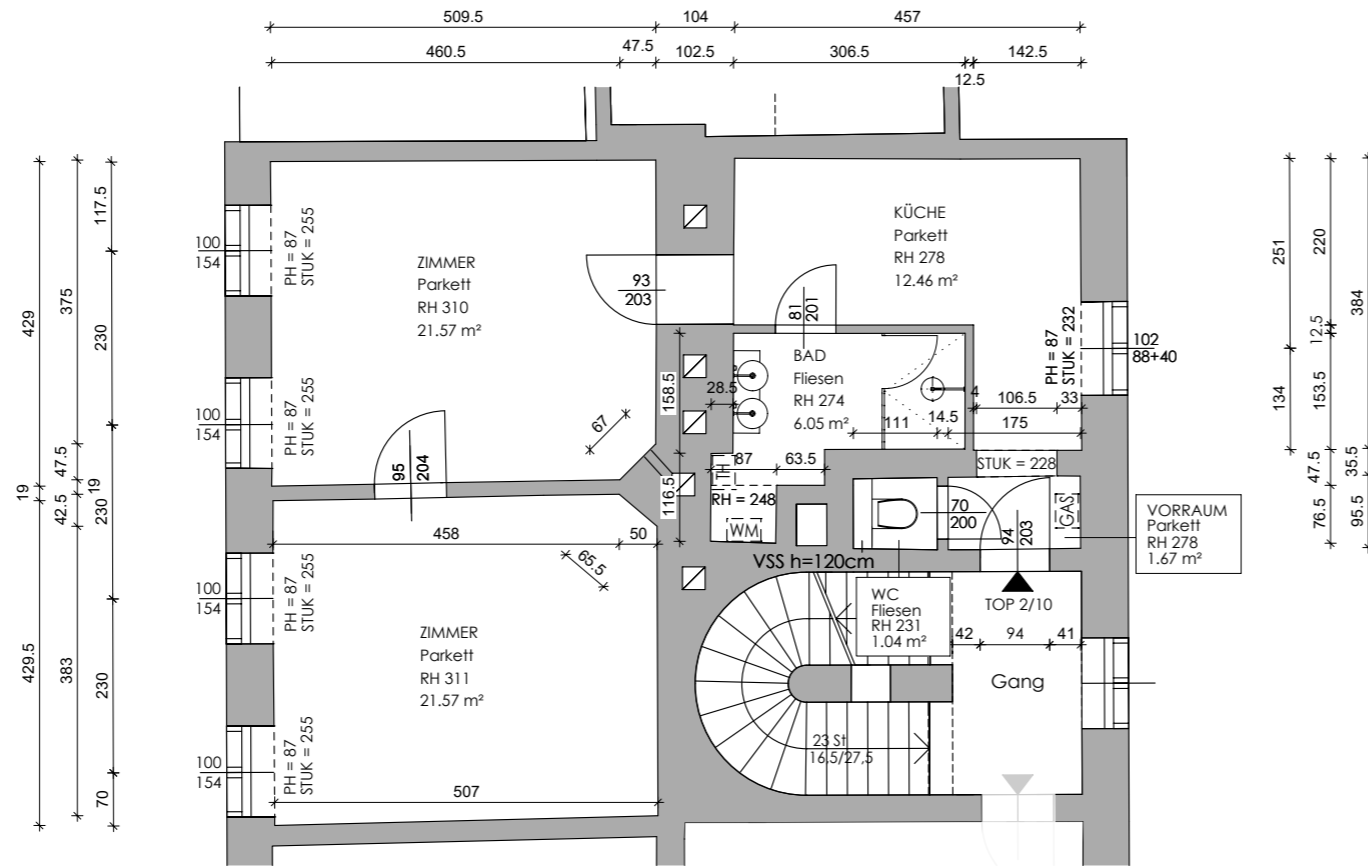 509.5 104 457
460.5 47.5 102.5 306.5 142.5
12.5
429
429.5
19
375
47.5
42.5
383
117.5
230
19
230
230
70
100
154
PH = 87
STUK = 255
100
154
PH = 87
STUK = 255
100
154
PH = 87
STUK = 255
100
154
PH = 87
STUK = 255
ZIMMER
Parkett
RH 310
21.57 m²
93
203
95
204
67
458 50
65.5
ZIMMER
Parkett
RH 311
21.57 m²
507
KÜCHE
Parkett
RH 278
12.46 m²
81
201
PH = 87
STUK = 232
102
88+40
BAD
Fliesen
RH 274
6.05 m²
158.5
28.5
116.5
87 63.5
TH
RH = 248
WM
4
106.5 33
111 14.5 175
STUK = 228
70
200
94
203
GAS
VORRAUM
Parkett
RH 278
1.67 m²
VSS h=120cm
WC
Fliesen
RH 231
1.04 m²
TOP 2/10
42 94 41
Gang
23 St
16,5/27,5
251
134
220
12.5
153.5
47.5
76.5
384
35.5
95.5